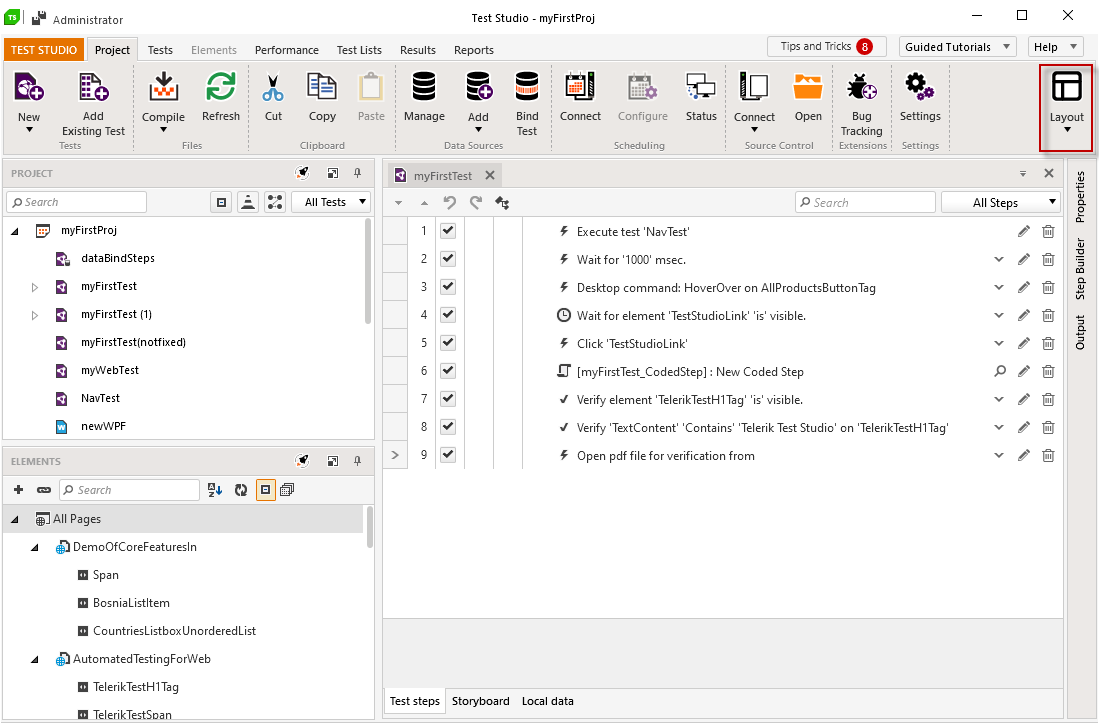 TS Administrator Test Studio - myFirstProj
TEST STUDIO Project Tests Elements Performance Test Lists Results Reports Tips and Tricks 8 Guided Tutorials Help
New Add Existing Test Compile Refresh Cut Copy Paste Manage Add Bind Test Connect Configure Status Connect Open Bug Tracking Settings Layout
Tests Files Clipboard Data Sources Scheduling Source Control Extensions Settings
PROJECT
Search All Tests
myFirstProj
dataBindSteps
myFirstTest
myFirstTest (1)
myFirstTest(notfixed)
myWebTest
NavTest
newWPF
ELEMENTS
Search
All Pages
DemoOfCoreFeaturesIn
Span
BosniaListItem
CountriesListboxUnorderedList
AutomatedTestingForWeb
TelerikTestH1Tag
TelerikTestSpan
myFirstTest
Search All Steps
1 Execute test 'NavTest'
2 Wait for '1000' msec.
3 Desktop command: HoverOver on AllProductsButtonTag
4 Wait for element 'TestStudioLink' 'is' visible.
5 Click 'TestStudioLink'
6 [myFirstTest_CodedStep] : New Coded Step
7 Verify element 'TelerikTestH1Tag' 'is' visible.
8 Verify 'TextContent' 'Contains' 'Telerik Test Studio' on 'TelerikTestH1Tag'
9 Open pdf file for verification from
Test steps Storyboard Local data
Properties
Step Builder
Output